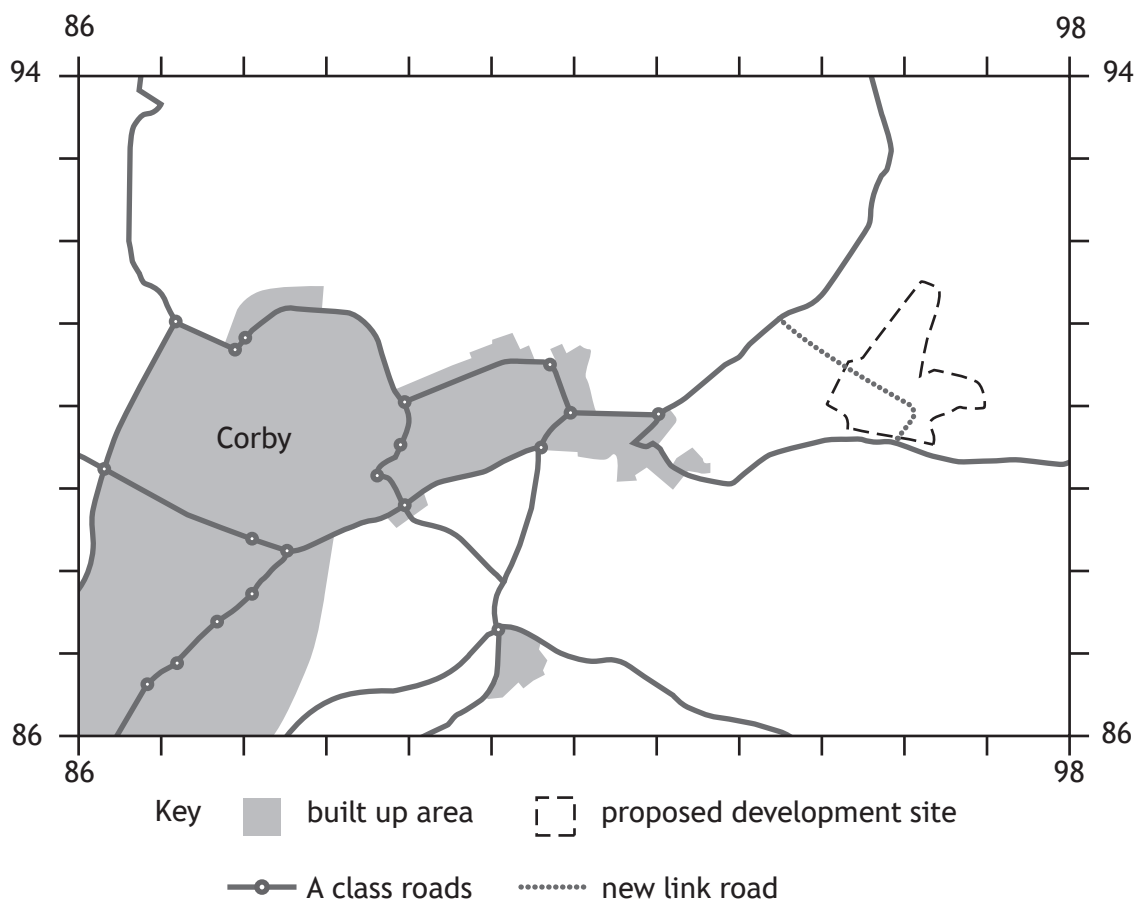 86 98
94 94
Corby
86 86
86 98
Key built up area proposed development site
A class roads new link road